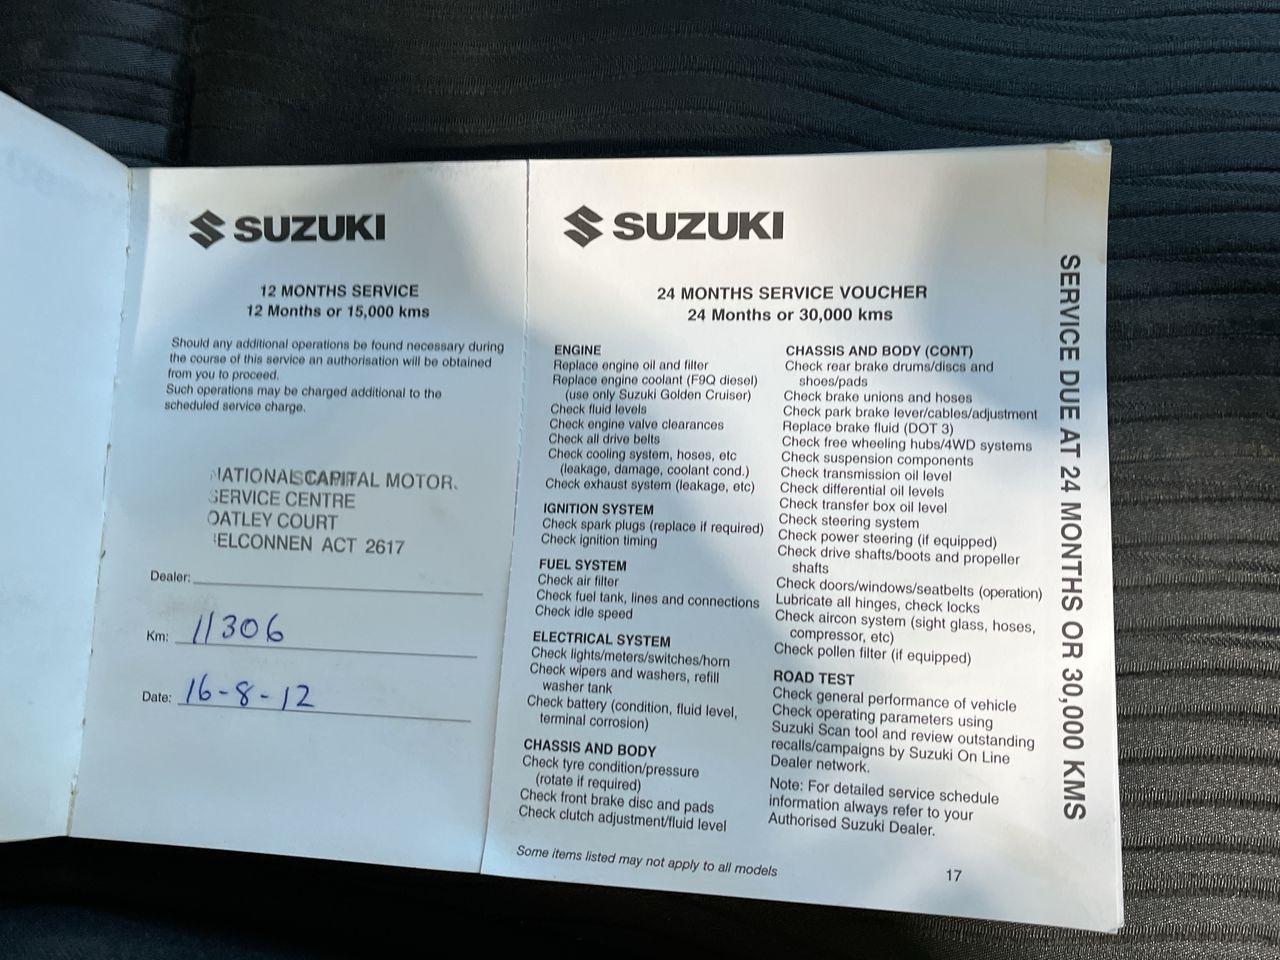 SUZUKI
12 MONTHS SERVICE
12 Months or 15,000 kms
Should any additional operations be found necessary during
the course of this service an authorisation will be obtained
from you to proceed.
Such operations may be charged additional to the
scheduled service charge.
NATIONAL CAPITAL MOTOR
SERVICE CENTRE
OATLEY COURT
ELCONNEN ACT 2617
Dealer:
Km: 11306
Date: 16-8-12
SUZUKI
24 MONTHS SERVICE VOUCHER
24 Months or 30,000 kms
ENGINE
Replace engine oil and filter
Replace engine coolant (F9Q diesel)
(use only Suzuki Golden Cruiser)
Check fluid levels
Check engine valve clearances
Check all drive belts
Check cooling system, hoses, etc
(leakage, damage, coolant cond.)
Check exhaust system (leakage, etc)
IGNITION SYSTEM
Check spark plugs (replace if required)
Check ignition timing
FUEL SYSTEM
Check air filter
Check fuel tank, lines and connections
Check idle speed
ELECTRICAL SYSTEM
Check lights/meters/switches/horn
Check wipers and washers, refill
washer tank
Check battery (condition, fluid level,
terminal corrosion)
CHASSIS AND BODY
Check tyre condition/pressure
(rotate if required)
Check front brake disc and pads
Check clutch adjustment/fluid level
CHASSIS AND BODY (CONT)
Check rear brake drums/discs and
shoes/pads
Check brake unions and hoses
Check park brake lever/cables/adjustment
Replace brake fluid (DOT 3)
Check free wheeling hubs/4WD systems
Check suspension components
Check transmission oil level
Check differential oil levels
Check transfer box oil level
Check steering system
Check power steering (if equipped)
Check drive shafts/boots and propeller
shafts
Check doors/windows/seatbelts (operation)
Lubricate all hinges, check locks
Check aircon system (sight glass, hoses,
compressor, etc)
Check pollen filter (if equipped)
ROAD TEST
Check general performance of vehicle
Check operating parameters using
Suzuki Scan tool and review outstanding
recalls/campaigns by Suzuki On Line
Dealer network.
Note: For detailed service schedule
information always refer to your
Authorised Suzuki Dealer.
Some items listed may not apply to all models
17
SERVICE DUE AT 24 MONTHS OR 30,000 KMS